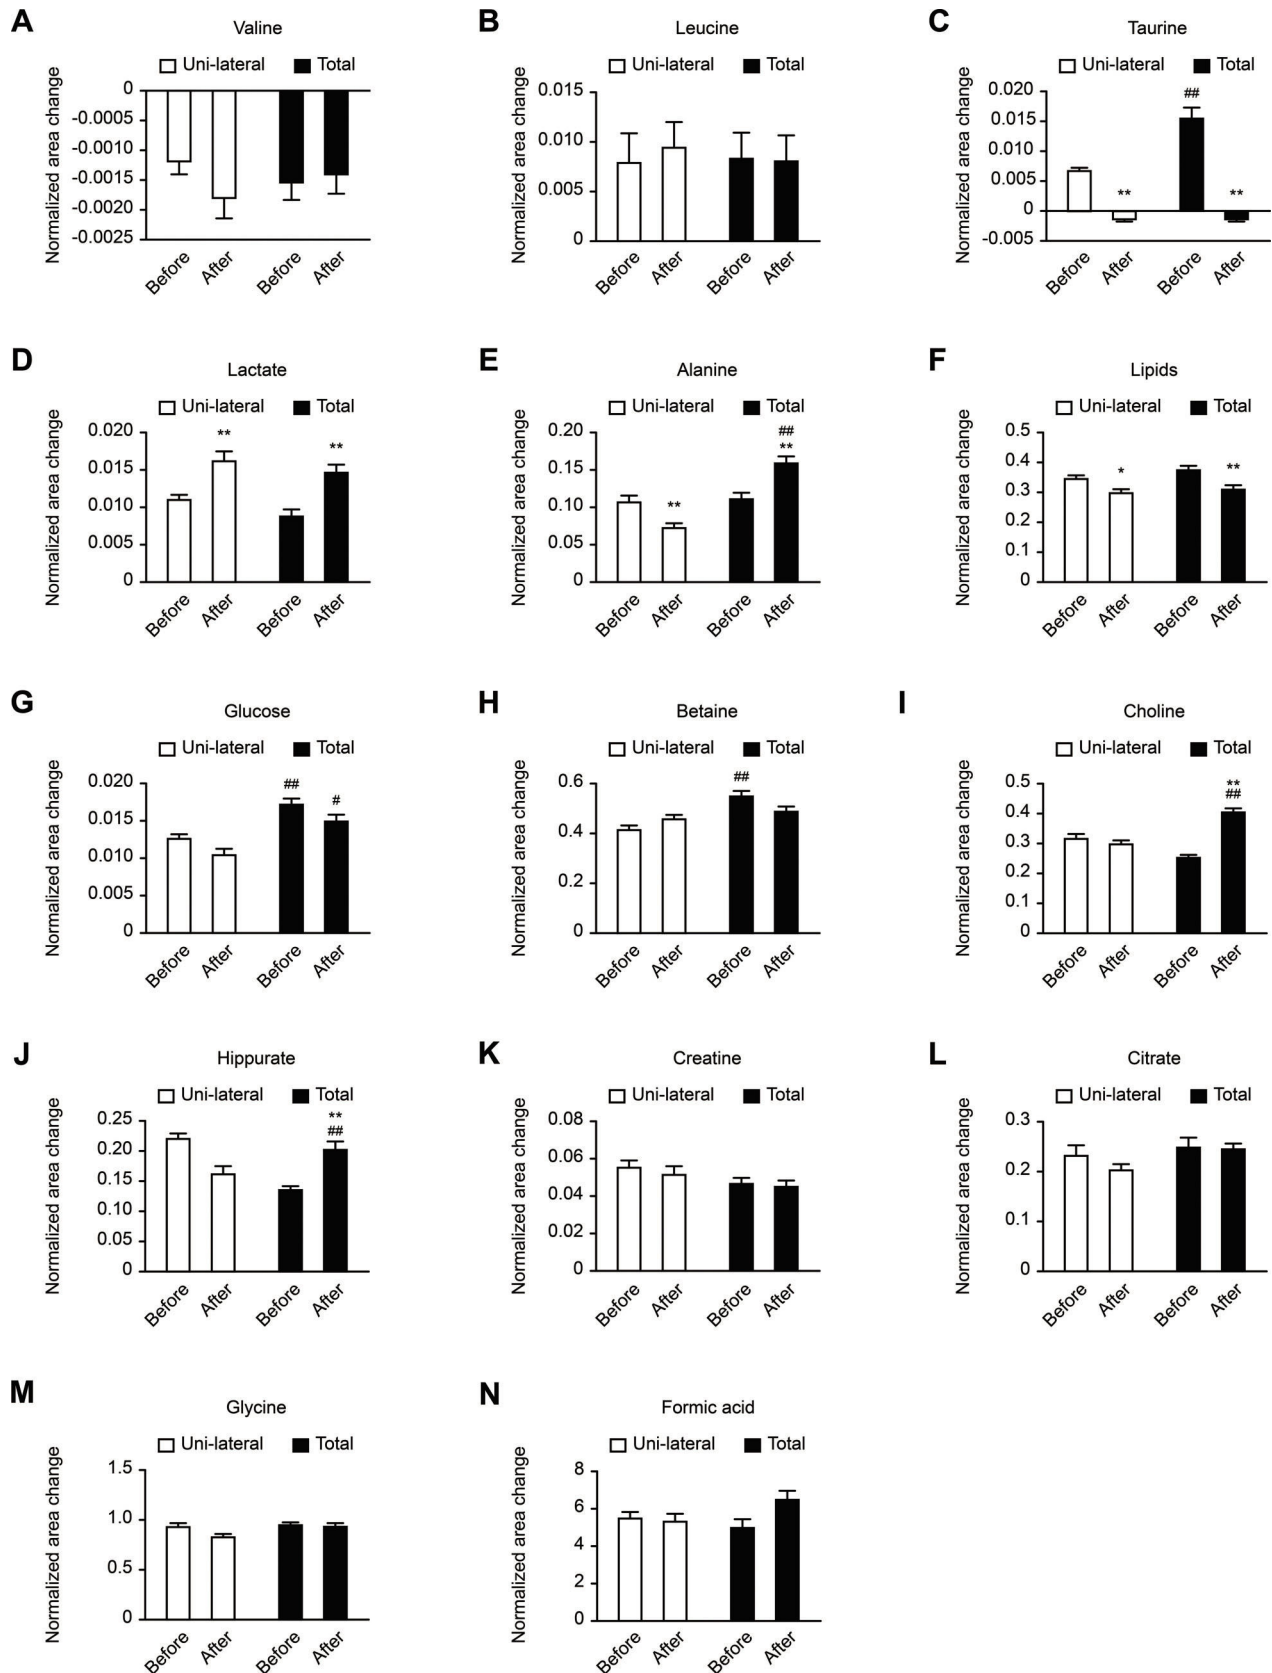 A
Valine
Uni-lateral Total
Normalized area change
0
-0.0005
-0.0010
-0.0015
-0.0020
-0.0025
Before After Before After
B
Leucine
Uni-lateral Total
Normalized area change
0.015
0.010
0.005
0
Before After Before After
C
Taurine
Uni-lateral Total
Normalized area change
0.020
0.015
0.010
0.005
0
-0.005
** ## **
Before After Before After
D
Lactate
Uni-lateral Total
Normalized area change
0.020
0.015
0.010
0.005
0
** **
Before After Before After
E
Alanine
Uni-lateral Total
Normalized area change
0.20
0.15
0.10
0.05
0
**
##
**
Before After Before After
F
Lipids
Uni-lateral Total
Normalized area change
0.5
0.4
0.3
0.2
0.1
0
* **
Before After Before After
G
Glucose
Uni-lateral Total
Normalized area change
0.020
0.015
0.010
0.005
0
## #
Before After Before After
H
Betaine
Uni-lateral Total
Normalized area change
0.6
0.4
0.2
0
##
Before After Before After
I
Choline
Uni-lateral Total
Normalized area change
0.5
0.4
0.3
0.2
0.1
0
**
##
Before After Before After
J
Hippurate
Uni-lateral Total
Normalized area change
0.25
0.20
0.15
0.10
0.05
0
**
##
Before After Before After
K
Creatine
Uni-lateral Total
Normalized area change
0.08
0.06
0.04
0.02
0
Before After Before After
L
Citrate
Uni-lateral Total
Normalized area change
0.3
0.2
0.1
0
Before After Before After
M
Glycine
Uni-lateral Total
Normalized area change
1.5
1.0
0.5
0
Before After Before After
N
Formic acid
Uni-lateral Total
Normalized area change
8
6
4
2
0
Before After Before After